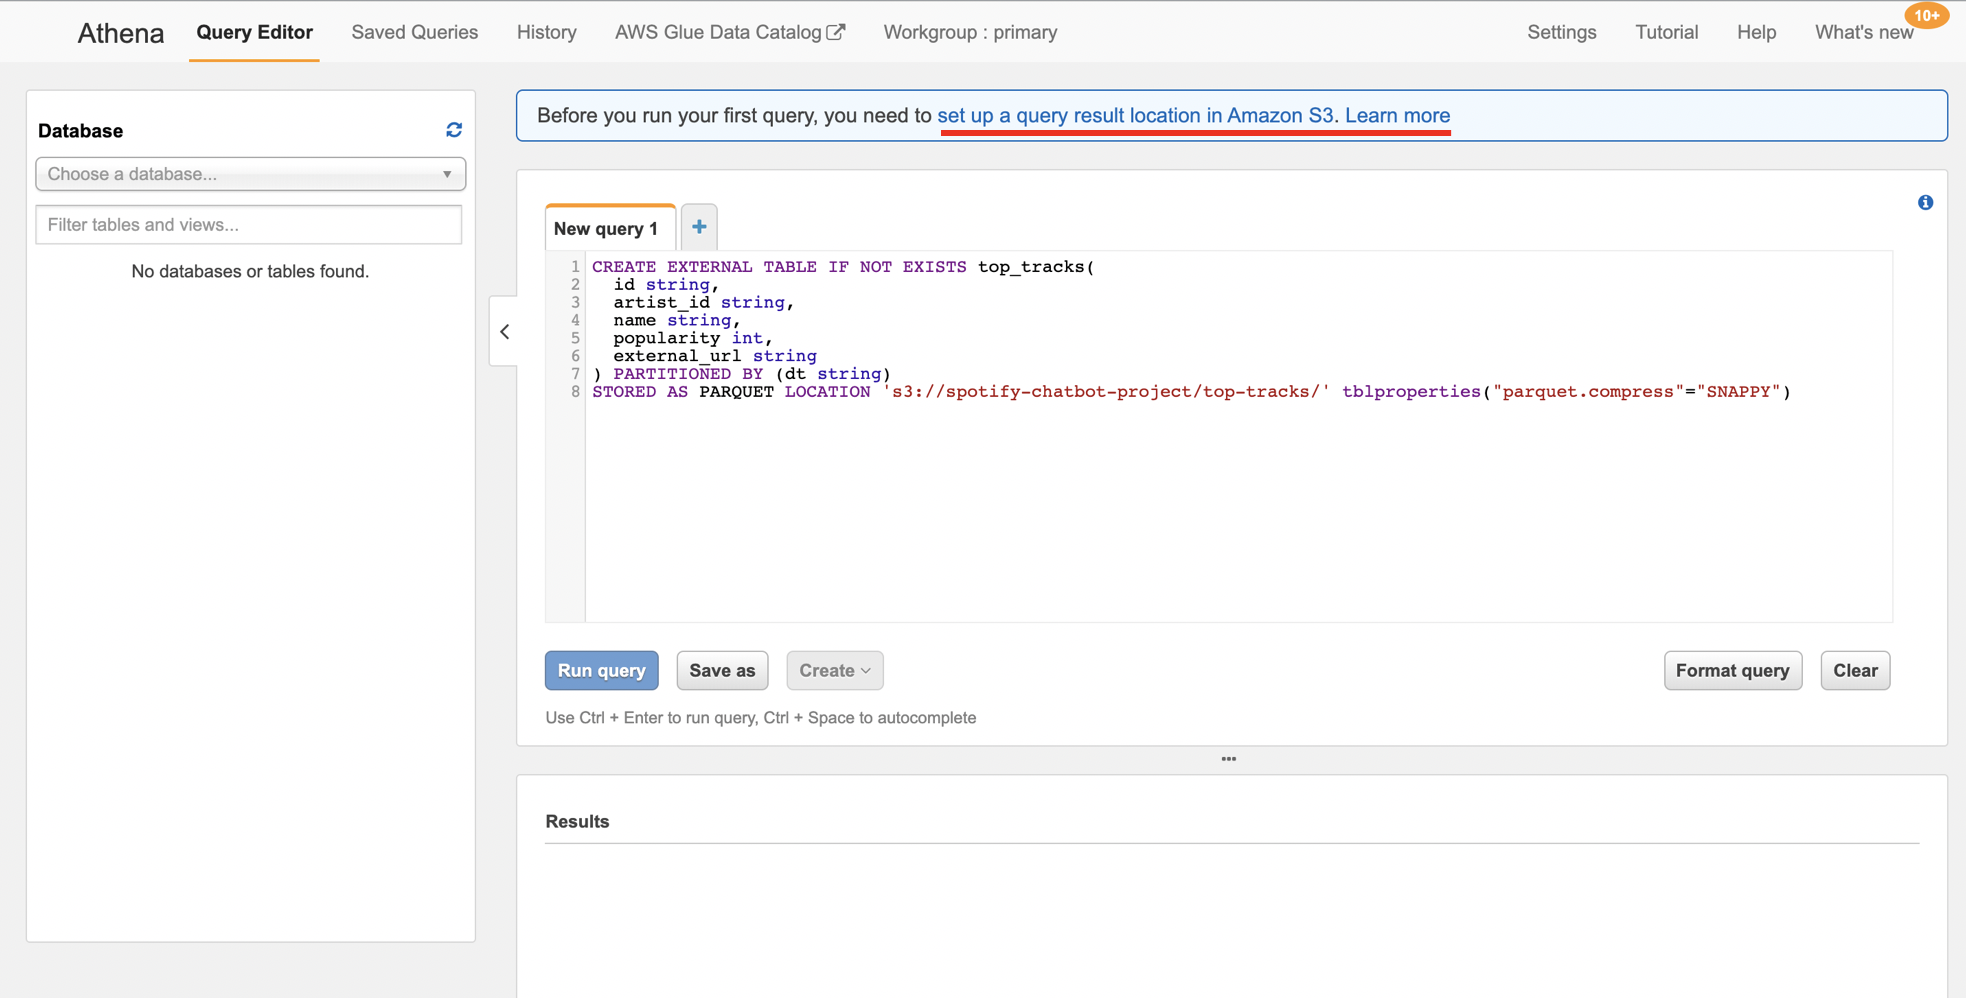 Athena Query Editor Saved Queries History AWS Glue Data Catalog Workgroup : primary Settings Tutorial Help What's new 10+
Database
Choose a database...
Filter tables and views...
No databases or tables found.
Before you run your first query, you need to set up a query result location in Amazon S3. Learn more
New query 1 +
1 CREATE EXTERNAL TABLE IF NOT EXISTS top_tracks(
2 id string,
3 artist_id string,
4 name string,
5 popularity int,
6 external_url string
7 ) PARTITIONED BY (dt string)
8 STORED AS PARQUET LOCATION 's3://spotify-chatbot-project/top-tracks/' tblproperties("parquet.compress"="SNAPPY")
Run query Save as Create Format query Clear
Use Ctrl + Enter to run query, Ctrl + Space to autocomplete
Results